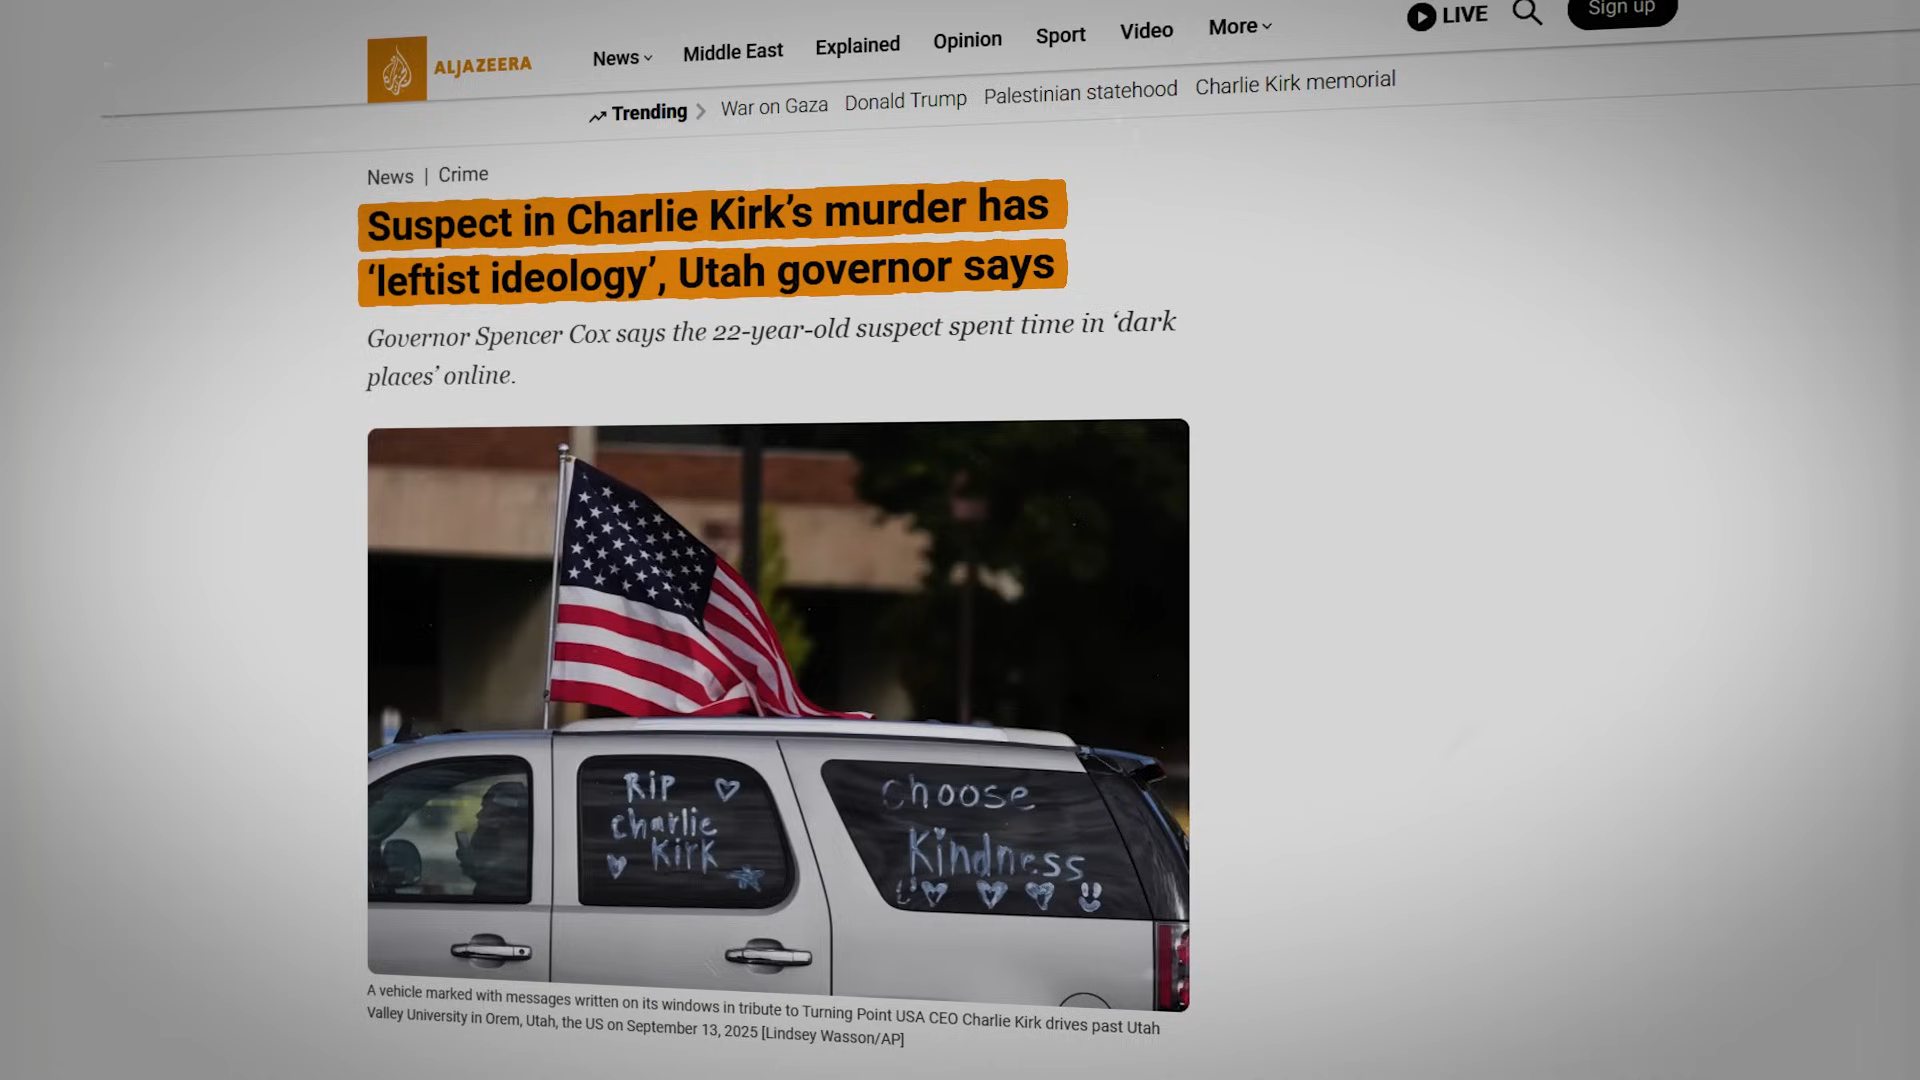 ALJAZEERA
News Middle East Explained Opinion Sport Video More
LIVE
Sign up
Trending War on Gaza Donald Trump Palestinian statehood Charlie Kirk memorial
News | Crime
Suspect in Charlie Kirk’s murder has
‘leftist ideology’, Utah governor says
Governor Spencer Cox says the 22-year-old suspect spent time in ‘dark
places’ online.
RIP
Charlie
Kirk
Choose
Kindness
A vehicle marked with messages written on its windows in tribute to Turning Point USA CEO Charlie Kirk drives past Utah
Valley University in Orem, Utah, the US on September 13, 2025 [Lindsey Wasson/AP]